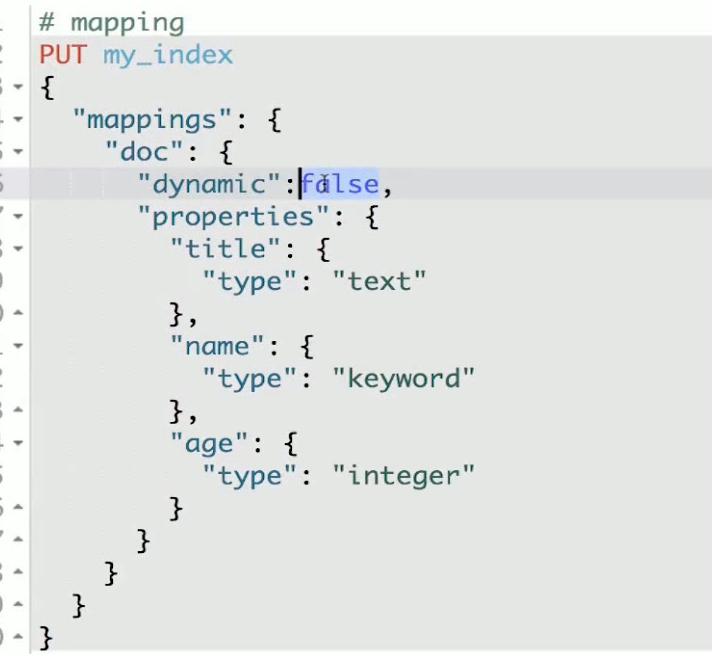 # mapping
PUT my_index
{
"mappings": {
"doc": {
"dynamic":false,
"properties": {
"title": {
"type": "text"
},
"name": {
"type": "keyword"
},
"age": {
"type": "integer"
}
}
}
}
}